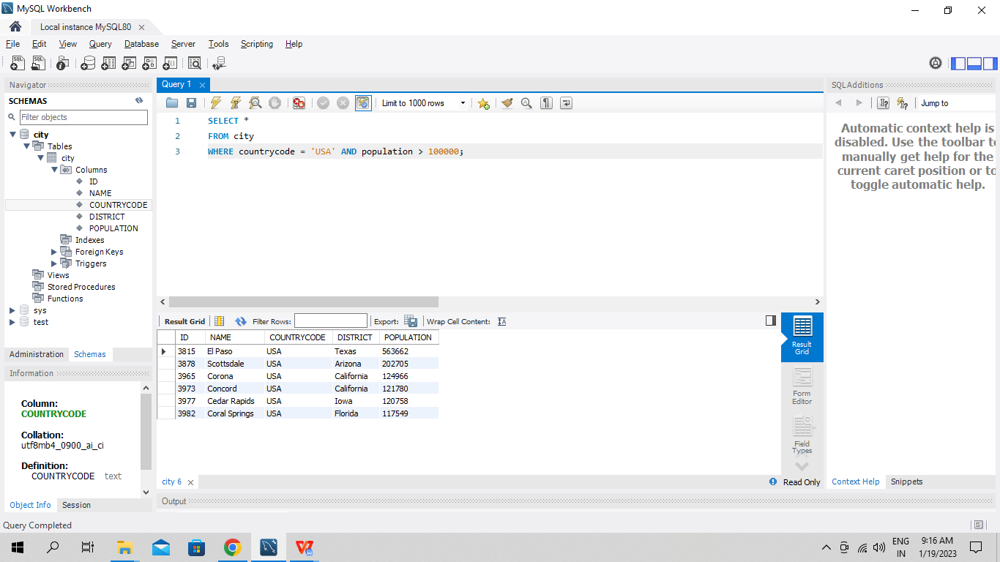 MySQL Workbench
Local instance MySQL80
File Edit View Query Database Server Tools Scripting Help
Navigator
SCHEMAS
Filter objects
city
Tables
city
Columns
ID
NAME
COUNTRYCODE
DISTRICT
POPULATION
Indexes
Foreign Keys
Triggers
Views
Stored Procedures
Functions
sys
test
Administration Schemas
Information
Column:
COUNTRYCODE
Collation:
utf8mb4_0900_ai_ci
Definition:
COUNTRYCODE text
Object Info Session
Query 1
Limit to 1000 rows
1 SELECT *
2 FROM city
3 WHERE countrycode = 'USA' AND population > 100000;
Result Grid Filter Rows: Export: Wrap Cell Content:
ID NAME COUNTRYCODE DISTRICT POPULATION
3815 El Paso USA Texas 563662
3878 Scottsdale USA Arizona 202705
3965 Corona USA California 124966
3973 Concord USA California 121780
3977 Cedar Rapids USA Iowa 120758
3982 Coral Springs USA Florida 117549
Result
Grid
Form
Editor
Field
Types
city 6
Read Only
Output
SQLAdditions
Jump to
Automatic context help is
disabled. Use the toolbar to
manually get help for the
current caret position or to
toggle automatic help.
Context Help Snippets
Query Completed
ENG
IN
9:16 AM
1/19/2023